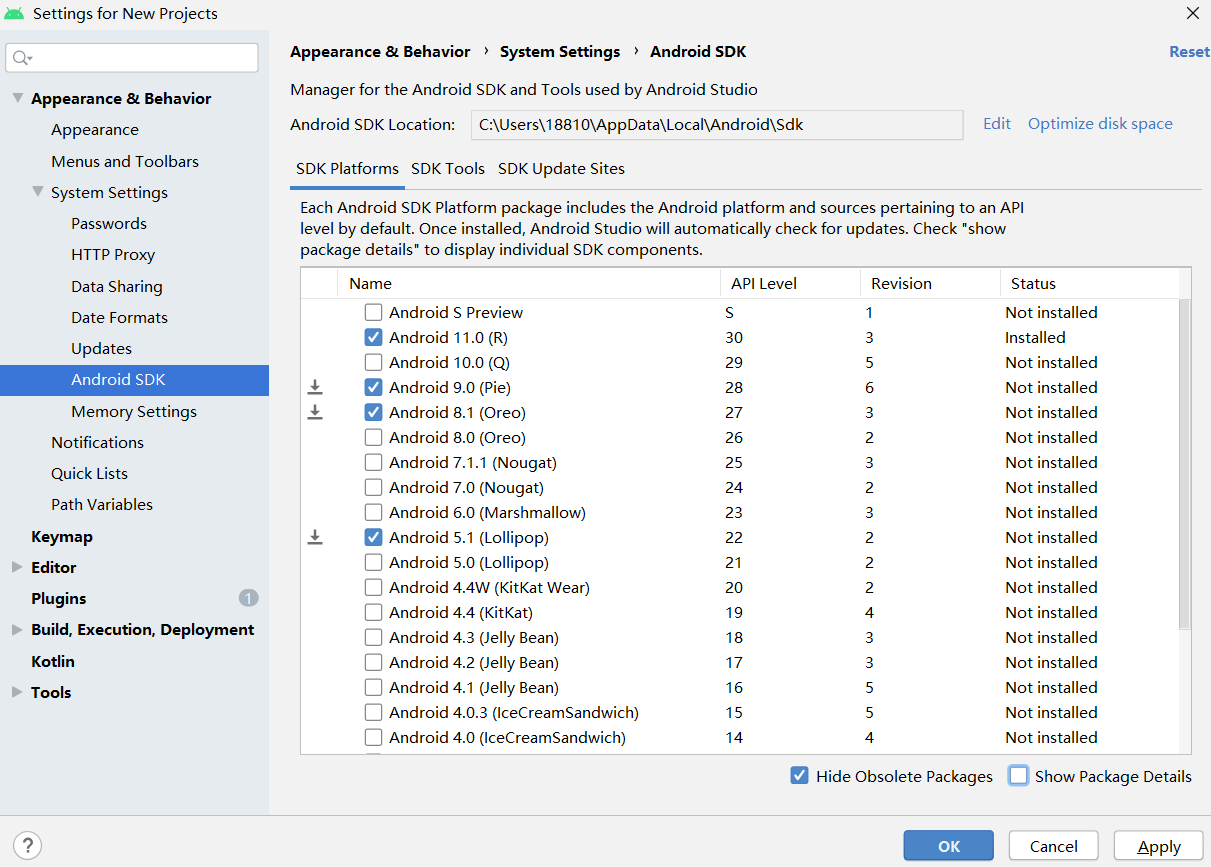 Settings for New Projects
Appearance & Behavior
Appearance
Menus and Toolbars
System Settings
Passwords
HTTP Proxy
Data Sharing
Date Formats
Updates
Android SDK
Memory Settings
Notifications
Quick Lists
Path Variables
Keymap
Editor
Plugins 1
Build, Execution, Deployment
Kotlin
Tools
Appearance & Behavior › System Settings › Android SDK Reset
Manager for the Android SDK and Tools used by Android Studio
Android SDK Location: C:\Users\18810\AppData\Local\Android\Sdk Edit Optimize disk space
SDK Platforms SDK Tools SDK Update Sites
Each Android SDK Platform package includes the Android platform and sources pertaining to an API
level by default. Once installed, Android Studio will automatically check for updates. Check "show
package details" to display individual SDK components.
Name API Level Revision Status
Android S Preview S 1 Not installed
Android 11.0 (R) 30 3 Installed
Android 10.0 (Q) 29 5 Not installed
Android 9.0 (Pie) 28 6 Not installed
Android 8.1 (Oreo) 27 3 Not installed
Android 8.0 (Oreo) 26 2 Not installed
Android 7.1.1 (Nougat) 25 3 Not installed
Android 7.0 (Nougat) 24 2 Not installed
Android 6.0 (Marshmallow) 23 3 Not installed
Android 5.1 (Lollipop) 22 2 Not installed
Android 5.0 (Lollipop) 21 2 Not installed
Android 4.4W (KitKat Wear) 20 2 Not installed
Android 4.4 (KitKat) 19 4 Not installed
Android 4.3 (Jelly Bean) 18 3 Not installed
Android 4.2 (Jelly Bean) 17 3 Not installed
Android 4.1 (Jelly Bean) 16 5 Not installed
Android 4.0.3 (IceCreamSandwich) 15 5 Not installed
Android 4.0 (IceCreamSandwich) 14 4 Not installed
Hide Obsolete Packages Show Package Details
? OK Cancel Apply